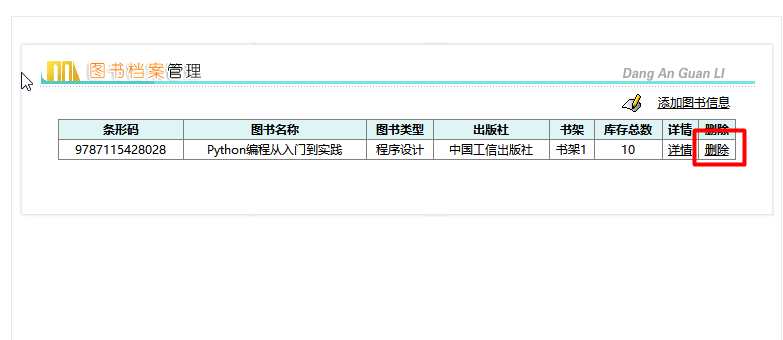 图书档案管理
Dang An Guan LI
添加图书信息
条形码 图书名称 图书类型 出版社 书架 库存总数 详情 删除
9787115428028 Python编程从入门到实践 程序设计 中国工信出版社 书架1 10 详情 删除